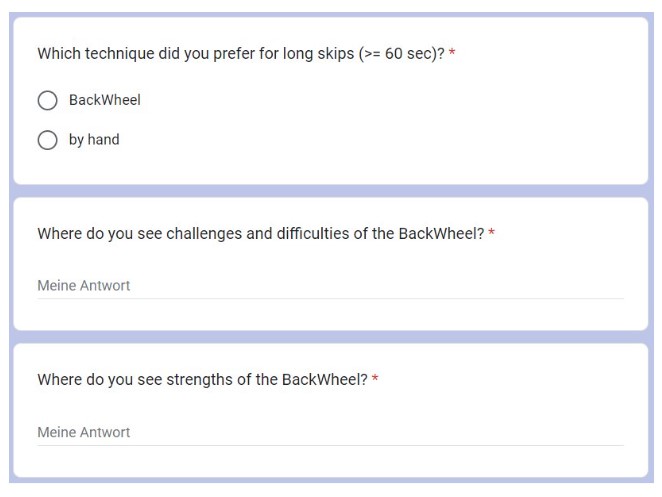 Which technique did you prefer for long skips (>= 60 sec)? *
BackWheel
by hand
Where do you see challenges and difficulties of the BackWheel? *
Meine Antwort
Where do you see strengths of the BackWheel? *
Meine Antwort